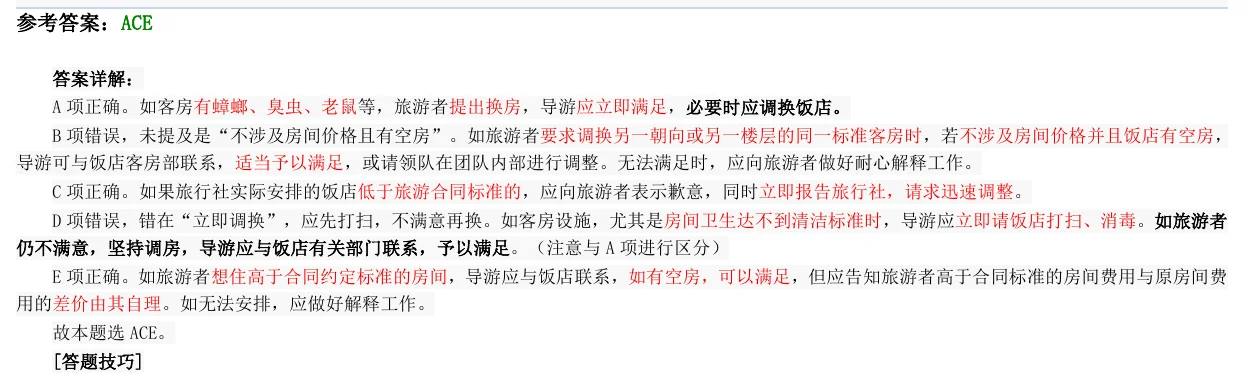 参考答案：ACE
答案详解：
A 项正确。如客房有蟑螂、臭虫、老鼠等，旅游者提出换房，导游应立即满足，必要时应调换饭店。
B 项错误，未提及是“不涉及房间价格且有空房”。如旅游者要求调换另一朝向或另一楼层的同一标准客房时，若不涉及房间价格并且饭店有空房，
导游可与饭店客房部联系，适当予以满足，或请领队在团队内部进行调整。无法满足时，应向旅游者做好耐心解释工作。
C 项正确。如果旅行社实际安排的饭店低于旅游合同标准的，应向旅游者表示歉意，同时立即报告旅行社，请求迅速调整。
D 项错误，错在“立即调换”，应先打扫，不满意再换。如客房设施，尤其是房间卫生达不到清洁标准时，导游应立即请饭店打扫、消毒。如旅游者
仍不满意，坚持调房，导游应与饭店有关部门联系，予以满足。（注意与 A 项进行区分）
E 项正确。如旅游者想住高于合同约定标准的房间，导游应与饭店联系，如有空房，可以满足，但应告知旅游者高于合同标准的房间费用与原房间费
用的差价由其自理。如无法安排，应做好解释工作。
故本题选 ACE。
[答题技巧]